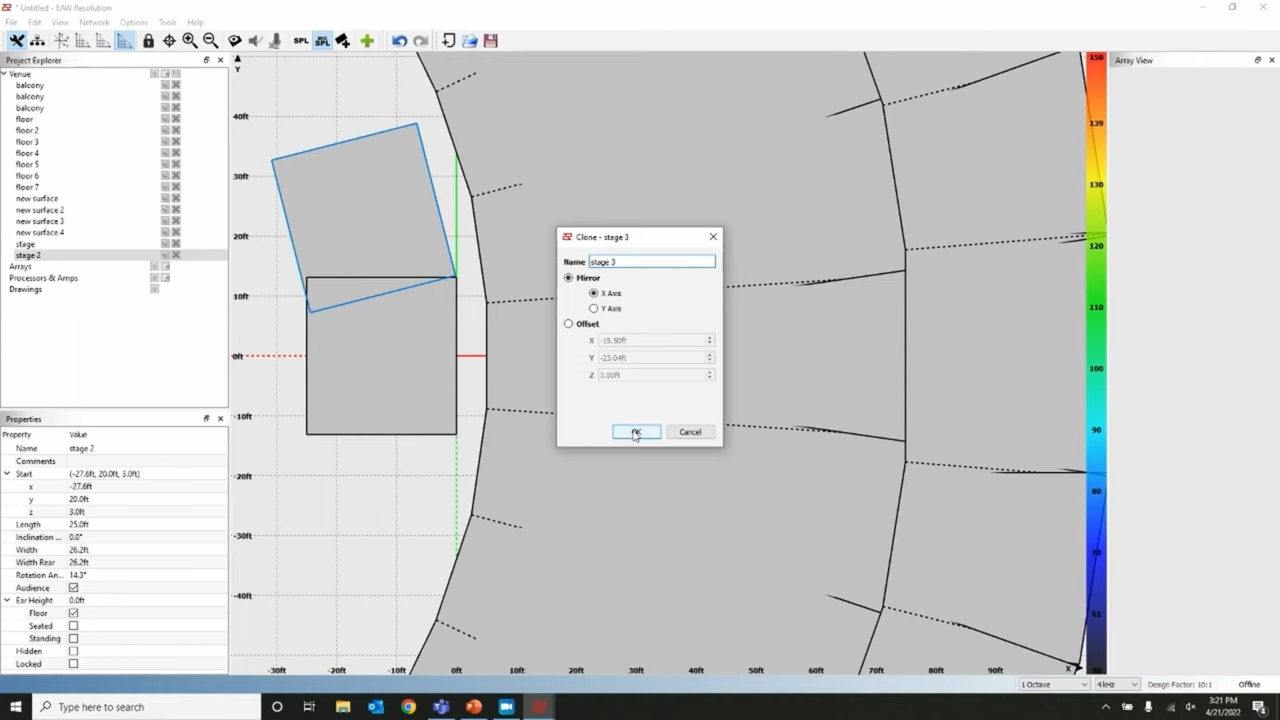 * Untitled - EAW Resolution
File Edit View Network Options Tools Help
SPL
Project Explorer
Venue
balcony
balcony
balcony
floor
floor 2
floor 3
floor 4
floor 5
floor 6
floor 7
new surface
new surface 2
new surface 3
new surface 4
stage
stage 2
Arrays
Processors & Amps
Drawings
Properties
Property Value
Name stage 2
Comments
Start (-27.6ft, 20.0ft, 3.0ft)
x -27.6ft
y 20.0ft
z 3.0ft
Length 25.0ft
Inclination ... 0.0°
Width 26.2ft
Width Rear 26.2ft
Rotation An... 14.3°
Audience
Ear Height 0.0ft
Floor
Seated
Standing
Hidden
Locked
Y
40ft
30ft
20ft
10ft
0ft
-10ft
-20ft
-30ft
-40ft
-30ft -20ft -10ft 0ft 10ft 20ft 30ft 40ft 50ft 60ft 70ft 80ft 90ft X
Clone - stage 3
Name stage 3
Mirror
X Axis
Y Axis
Offset
X -15.50ft
Y -23.04ft
Z 3.00ft
OK Cancel
150
139
130
120
110
100
90
80
70
61
Array View
1 Octave 4kHz Design Factor: 10:1 Offline
Type here to search
3:21 PM
4/21/2022